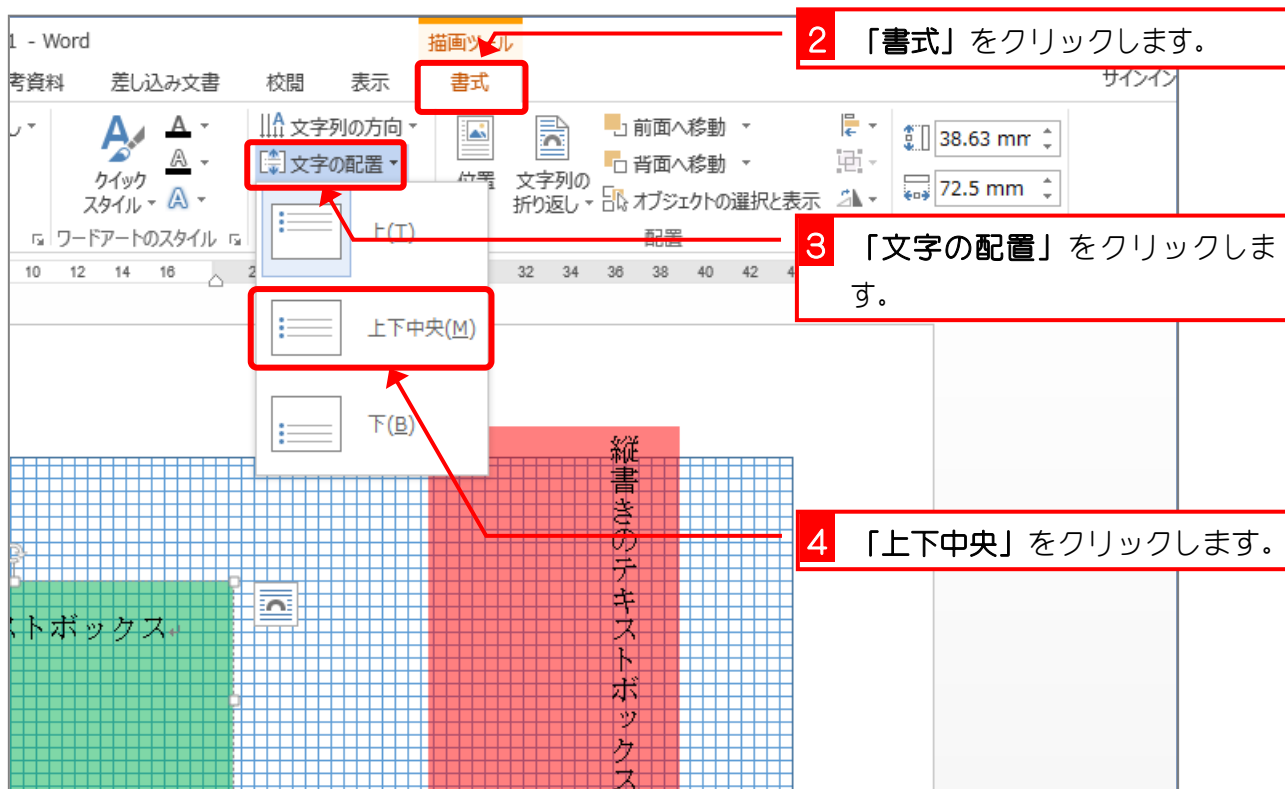 1 - Word
描画ツール
2 「書式」をクリックします。
考資料 差し込み文書 校閲 表示 書式 サインイン
クイック
スタイル
文字列の方向
文字の配置
位置
文字列の
折り返し
前面へ移動
背面へ移動
オブジェクトの選択と表示
38.63 mm
72.5 mm
ワードアートのスタイル
配置
上(T)
上下中央(M)
下(B)
3 「文字の配置」をクリックしま
す。
10 12 14 16 2 32 34 36 38 40 42 4
4 「上下中央」をクリックします。
トボックス
縦書きのテキストボックス